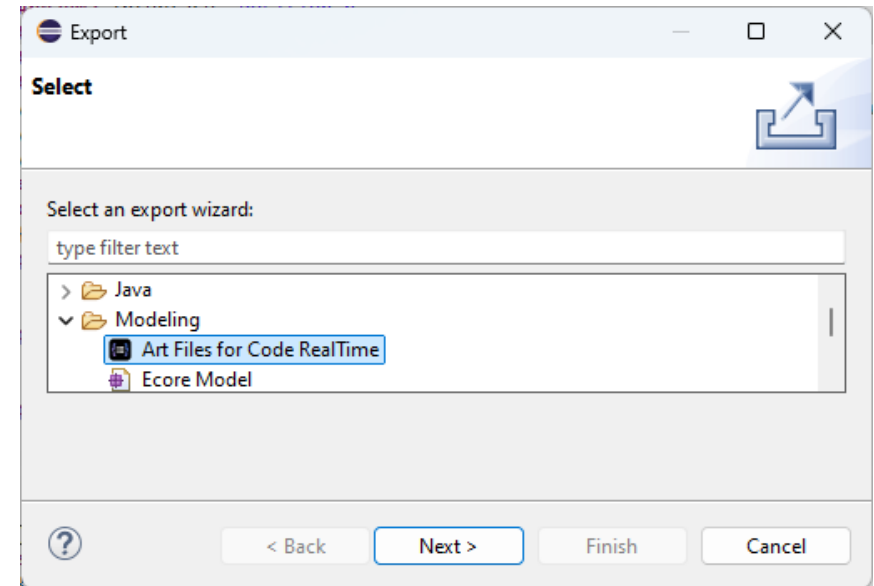 Export
Select
Select an export wizard:
type filter text
Java
Modeling
Art Files for Code RealTime
Ecore Model
? < Back Next > Finish Cancel